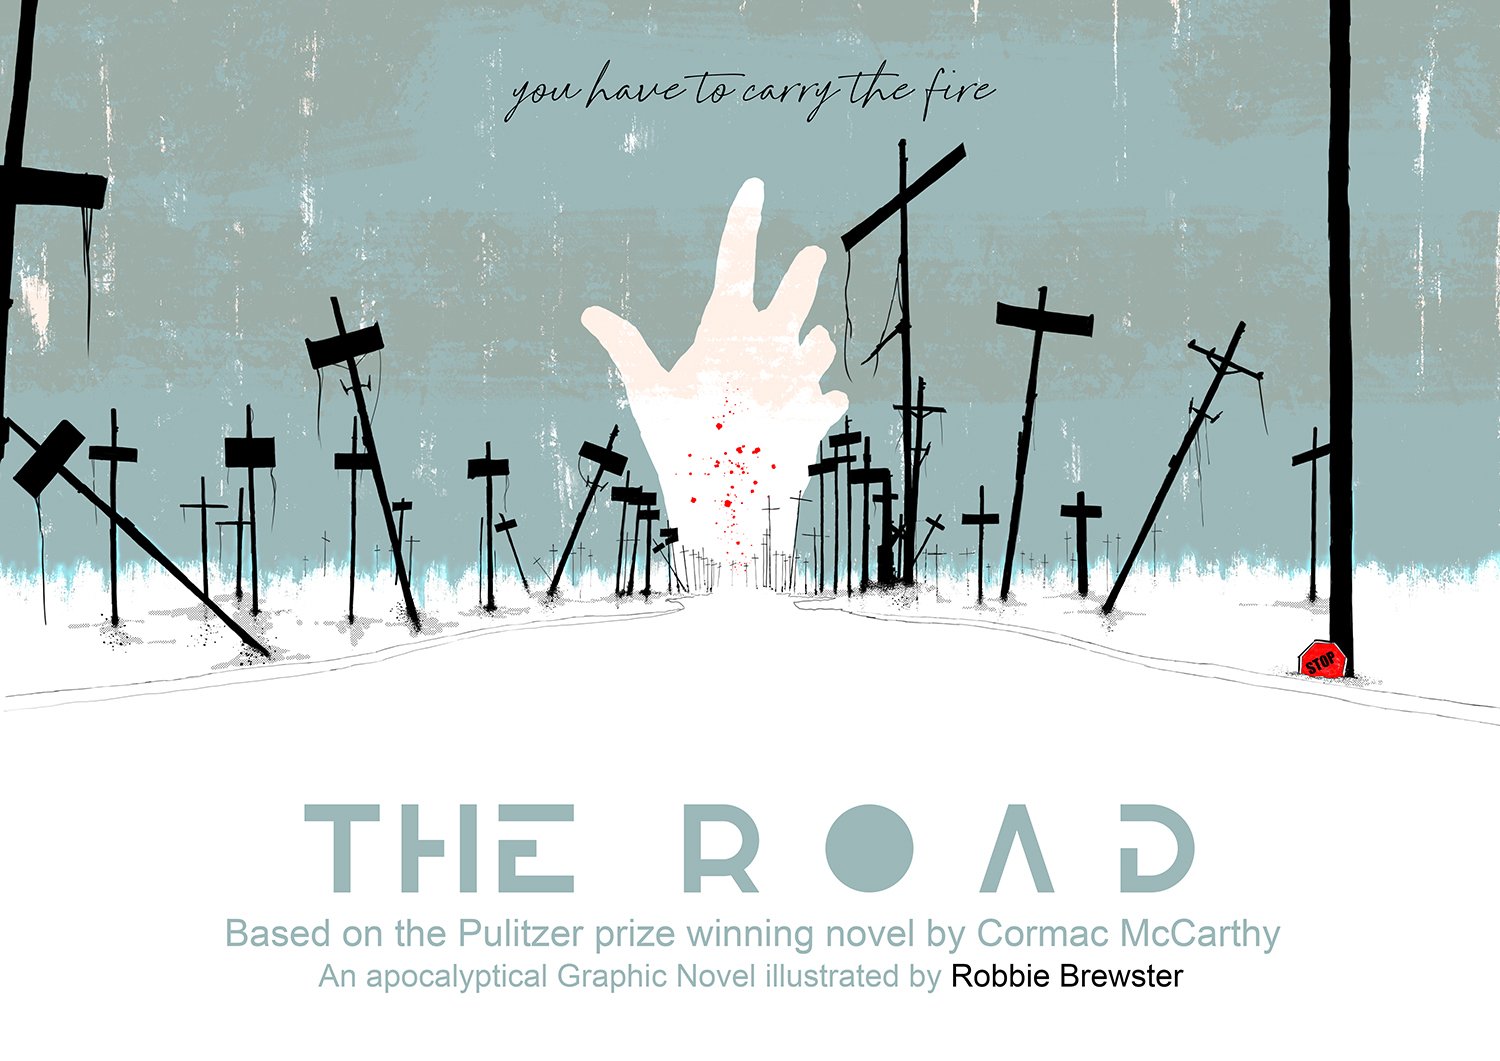 you have to carry the fire
STOP
THE ROAD
Based on the Pulitzer prize winning novel by Cormac McCarthy
An apocalyptical Graphic Novel illustrated by Robbie Brewster